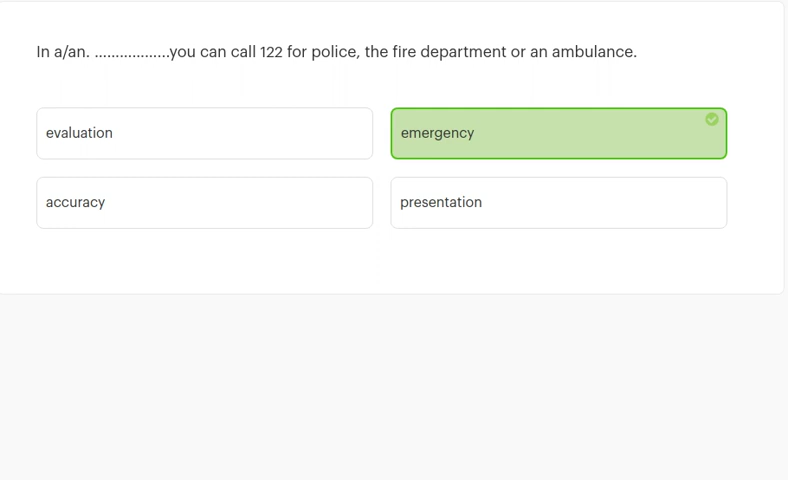 In a/an. ..................you can call 122 for police, the fire department or an ambulance.
evaluation
emergency
accuracy
presentation